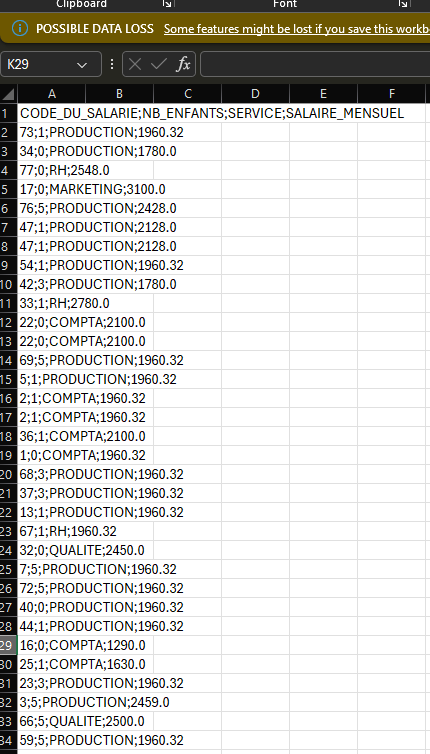 Clipboard Font
POSSIBLE DATA LOSS Some features might be lost if you save this workb
K29 fx
A B C D E F
1 CODE_DU_SALARIE;NB_ENFANTS;SERVICE;SALAIRE_MENSUEL
2 73;1;PRODUCTION;1960.32
3 34;0;PRODUCTION;1780.0
4 77;0;RH;2548.0
5 17;0;MARKETING;3100.0
6 76;5;PRODUCTION;2428.0
7 47;1;PRODUCTION;2128.0
8 47;1;PRODUCTION;2128.0
9 54;1;PRODUCTION;1960.32
10 42;3;PRODUCTION;1780.0
11 33;1;RH;2780.0
12 22;0;COMPTA;2100.0
13 22;0;COMPTA;2100.0
14 69;5;PRODUCTION;1960.32
15 5;1;PRODUCTION;1960.32
16 2;1;COMPTA;1960.32
17 2;1;COMPTA;1960.32
18 36;1;COMPTA;2100.0
19 1;0;COMPTA;1960.32
20 68;3;PRODUCTION;1960.32
21 37;3;PRODUCTION;1960.32
22 13;1;PRODUCTION;1960.32
23 67;1;RH;1960.32
24 32;0;QUALITE;2450.0
25 7;5;PRODUCTION;1960.32
26 72;5;PRODUCTION;1960.32
27 40;0;PRODUCTION;1960.32
28 44;1;PRODUCTION;1960.32
29 16;0;COMPTA;1290.0
30 25;1;COMPTA;1630.0
31 23;3;PRODUCTION;1960.32
32 3;5;PRODUCTION;2459.0
33 66;5;QUALITE;2500.0
34 59;5;PRODUCTION;1960.32